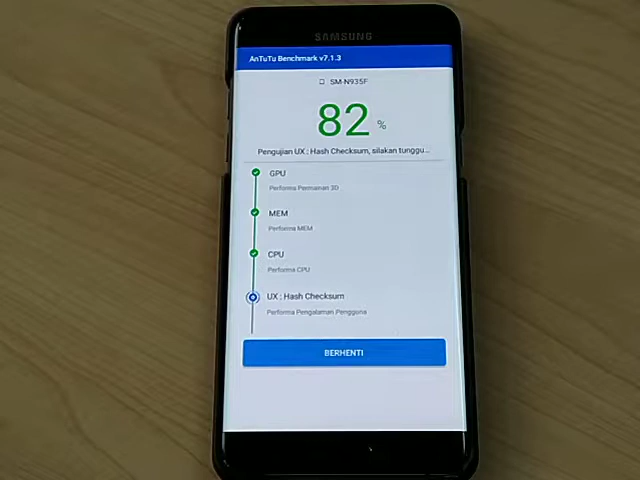 SAMSUNG
AnTuTu Benchmark v7.1.3
SM-N935F
82 %
Pengujian UX : Hash Checksum, silakan tunggu...
GPU
Performa Permainan 3D
MEM
Performa MEM
CPU
Performa CPU
UX : Hash Checksum
Performa Pengalaman Pengguna
BERHENTI